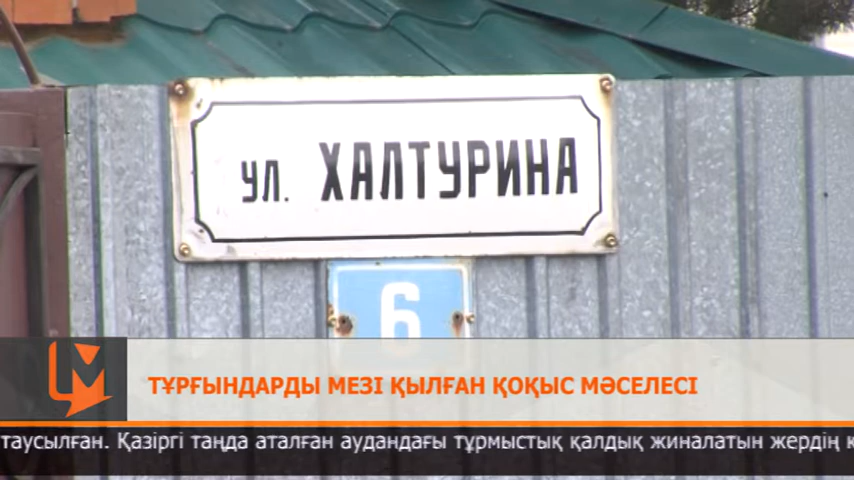 ул. ХАЛТУРИНА
6
ТҰРҒЫНДАРДЫ МЕЗІ ҚЫЛҒАН ҚОҚЫС МӘСЕЛЕСІ
таусылған. Қазіргі таңда аталған аудандағы тұрмыстық қалдық жиналатын жердің